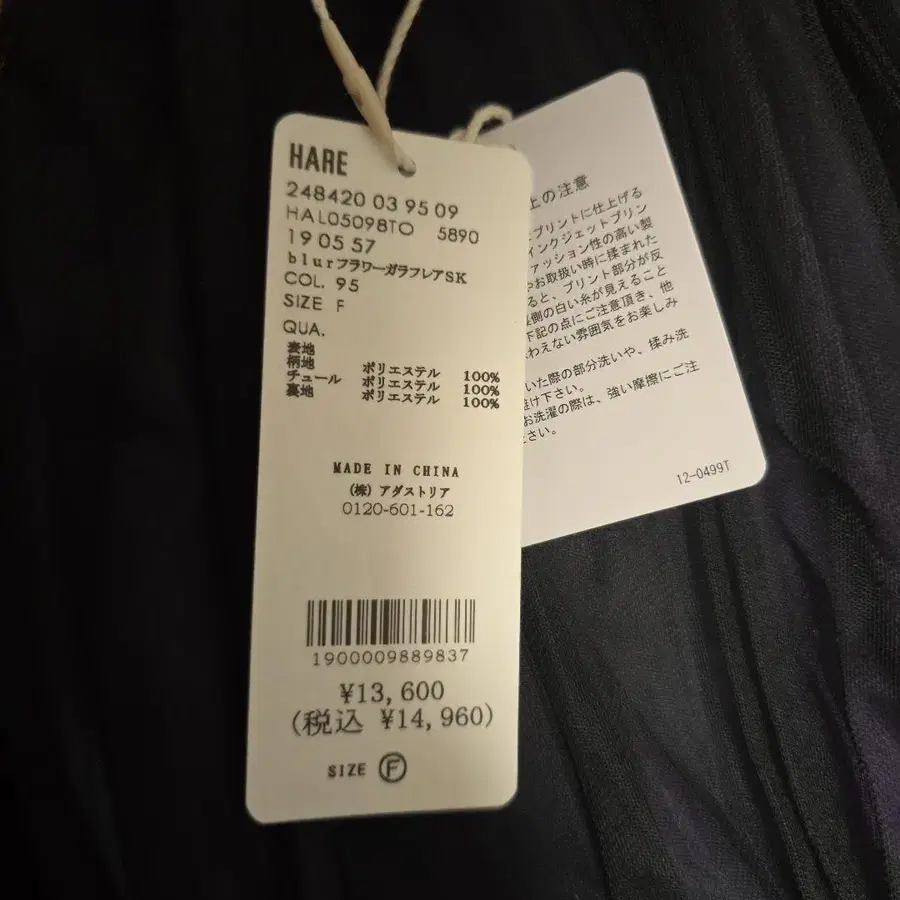 HARE
248420 03 95 09
HAL05098TO 5890
19 05 57
blurフラワーガラフレアSK
COL. 95
SIZE F
QUA.
表地
柄地 ポリエステル 100%
チュール ポリエステル 100%
裏地 ポリエステル 100%
MADE IN CHINA
(株) アダストリア
0120-601-162
1900009889837
¥13,600
(税込 ¥14,960)
SIZE F
上の注意
プリントに仕上げる
インクジェットプリン
ァッション性の高い製
やお取扱い時に揉まれた
ると、プリント部分が反
裏側の白い糸が見えること
下記の点にご注意頂き、他
わえない雰囲気をお楽しみ
いた際の部分洗いや、揉み洗
避け下さい。
お洗濯の際は、強い摩擦にご注
さい。
12-0499T